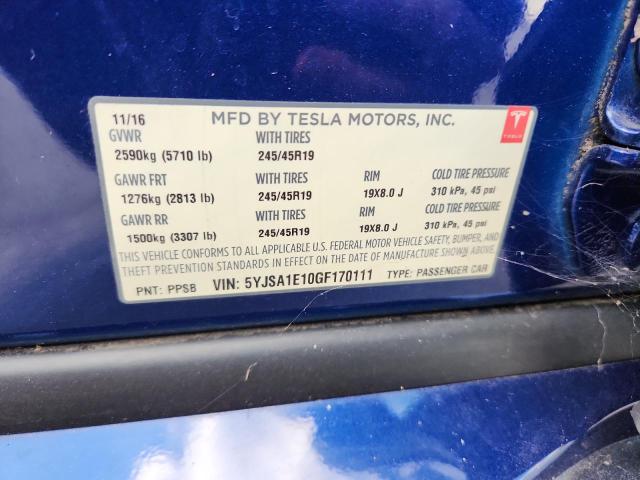 11/16 MFD BY TESLA MOTORS, INC.
TESLA
GVWR WITH TIRES
2590kg (5710 lb) 245/45R19
GAWR FRT WITH TIRES RIM COLD TIRE PRESSURE
1276kg (2813 lb) 245/45R19 19X8.0 J 310 kPa, 45 psi
GAWR RR WITH TIRES RIM COLD TIRE PRESSURE
1500kg (3307 lb) 245/45R19 19X8.0 J 310 kPa, 45 psi
THIS VEHICLE CONFORMS TO ALL APPLICABLE U.S. FEDERAL MOTOR VEHICLE SAFETY, BUMPER, AND
THEFT PREVENTION STANDARDS IN EFFECT ON THE DATE OF MANUFACTURE SHOWN ABOVE.
PNT: PPSB VIN: 5YJSA1E10GF170111 TYPE: PASSENGER CAR